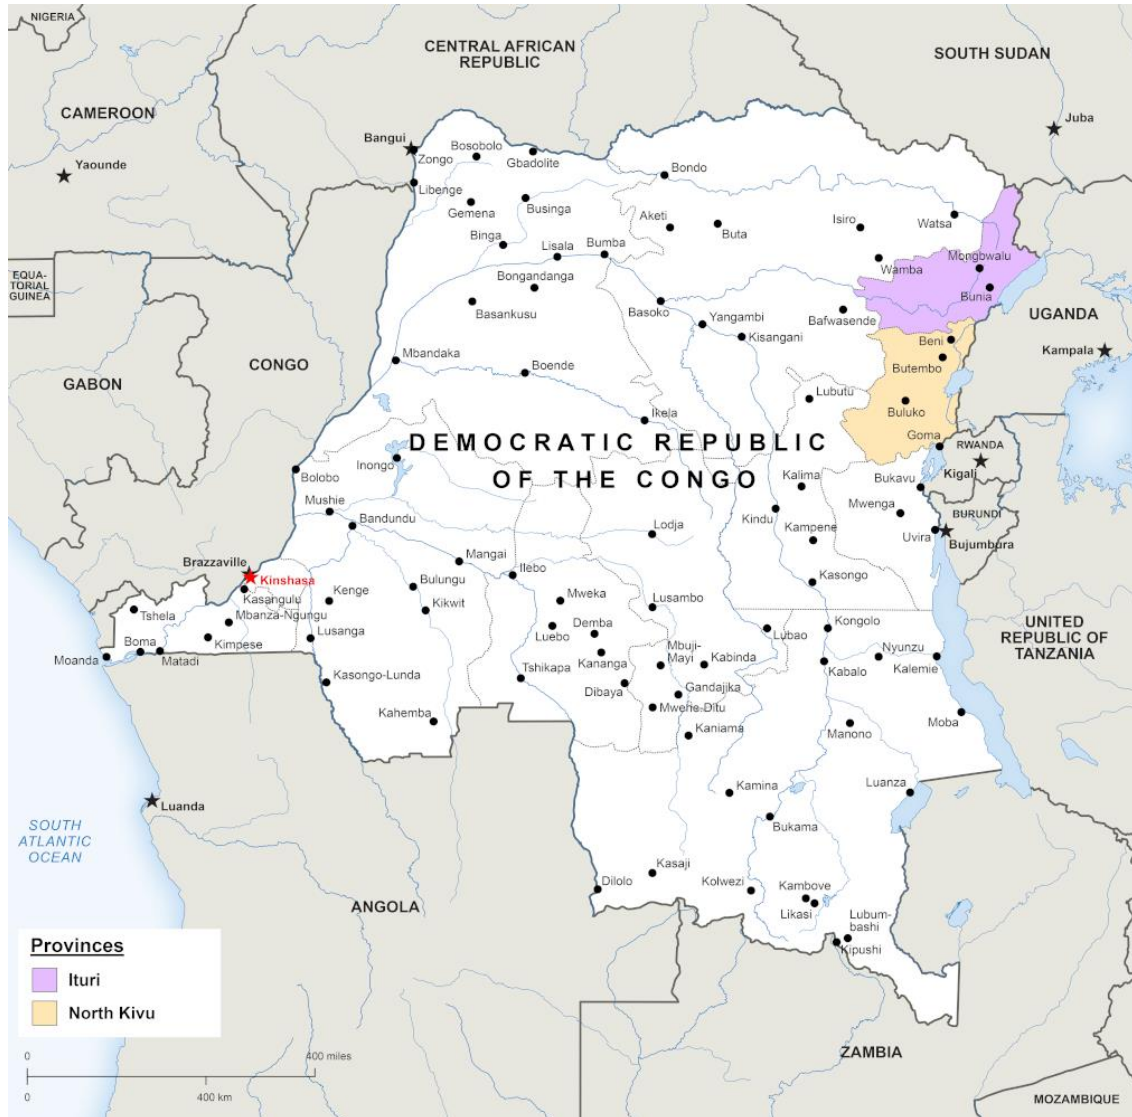 NIGERIA
CENTRAL AFRICAN
REPUBLIC
SOUTH SUDAN
CAMEROON
Juba
Bangui
Zongo
Bosobolo
Gbadolite
Yaounde
Libenge
Bondo
Gemena
Businga
Aketi
Buta
Isiro
Watsa
Binga
Lisala
Bumba
Wamba
Mongbwalu
EQUA-
TORIAL
GUINEA
Bongandanga
Bunia
Basankusu
Basoko
Yangambi
Bafwasende
UGANDA
Kisangani
Beni
Kampala
Mbandaka
CONGO
Boende
Butembo
GABON
Lubutu
Buluko
Ikela
Goma
DEMOCRATIC REPUBLIC
OF THE CONGO
RWANDA
Kigali
Inongo
Bolobo
Kalima
Bukavu
Mushie
Mwenga
BURUNDI
Bandundu
Lodja
Kindu
Kampene
Uvira
Bujumbura
Brazzaville
Mangai
Ilebo
Kinshasa
Kasangulu
Kenge
Bulungu
Mweka
Kasongo
Tshela
Mbanza-Ngungu
Kikwit
Lusambo
Boma
Kimpese
Lusanga
Luebo
Demba
Lubao
Kongolo
UNITED
REPUBLIC OF
TANZANIA
Moanda
Matadi
Kananga
Mbuji-
Mayi
Kabinda
Nyunzu
Kasongo-Lunda
Tshikapa
Dibaya
Gandajika
Kabalo
Kalemie
Kahemba
Mwene-Ditu
Kaniama
Manono
Moba
Luanda
Kamina
Luanza
Bukama
SOUTH
ATLANTIC
OCEAN
Kasaji
Dilolo
Kolwezi
Kambove
Likasi
ANGOLA
Lubum-
bashi
Kipushi
Provinces
Ituri
North Kivu
ZAMBIA
0
400 miles
0
400 km
MOZAMBIQUE